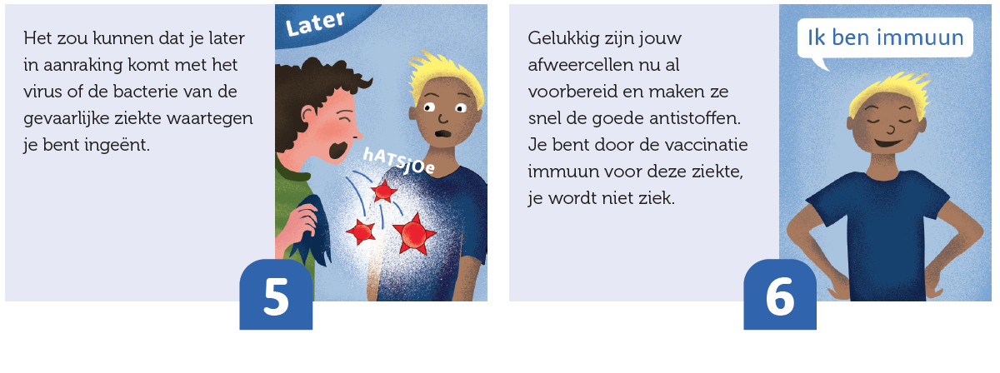 Het zou kunnen dat je later
in aanraking komt met het
virus of de bacterie van de
gevaarlijke ziekte waartegen
je bent ingeënt.
Later
hATSjOe
5
Gelukkig zijn jouw
afweercellen nu al
voorbereid en maken ze
snel de goede antistoffen.
Je bent door de vaccinatie
immuun voor deze ziekte,
je wordt niet ziek.
Ik ben immuun
6